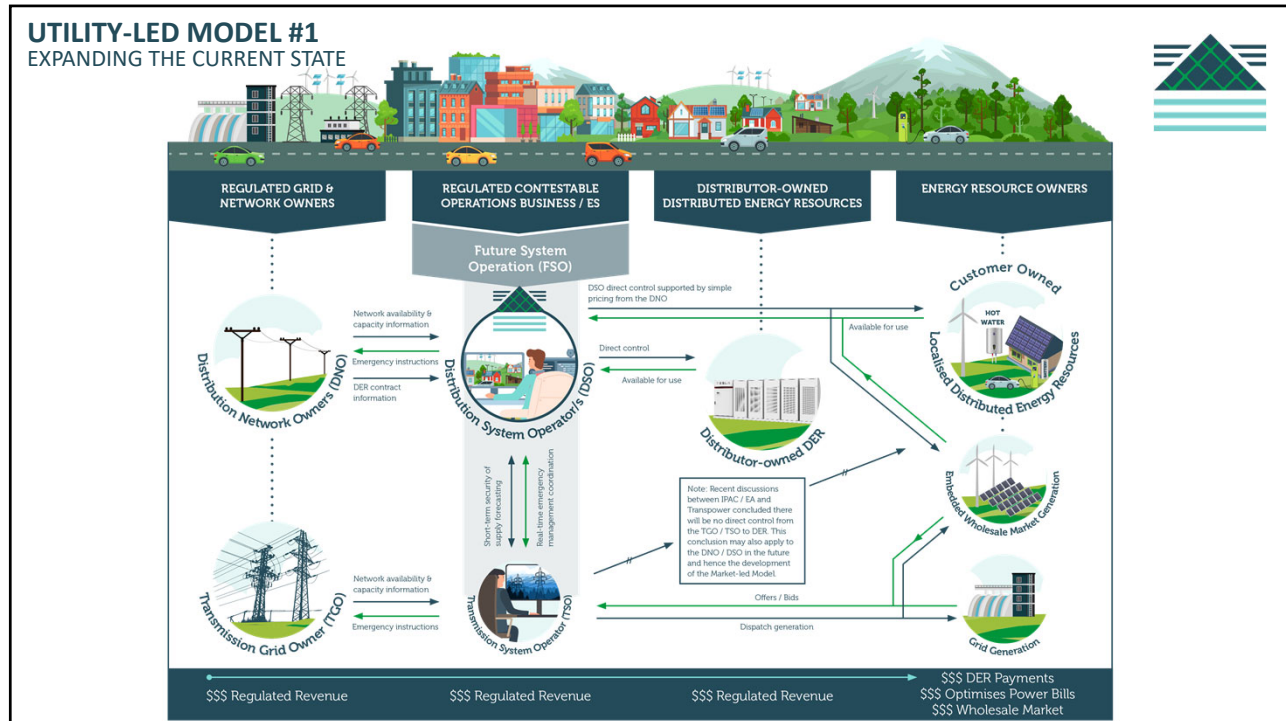 UTILITY-LED MODEL #1
EXPANDING THE CURRENT STATE
REGULATED GRID &
NETWORK OWNERS
REGULATED CONTESTABLE
OPERATIONS BUSINESS / ES
DISTRIBUTOR-OWNED
DISTRIBUTED ENERGY RESOURCES
ENERGY RESOURCE OWNERS
Future System
Operation (FSO)
Distribution Network Owners (DNO)
Network availability &
capacity information
Emergency instructions
DER contract
information
Distribution System Operator/s (DSO)
DSO direct control supported by simple
pricing from the DNO
Available for use
Direct control
Available for use
Distributor-owned DER
Customer Owned
HOT
WATER
Localised Distributed Energy Resources
Embedded Wholesale Market Generation
Short-term security of
supply forecasting
Real-time emergency
management coordination
Note: Recent discussions
between IPAC / EA and
Transpower concluded there
will be no direct control from
the TGO / TSO to DER. This
conclusion may also apply to
the DNO / DSO in the future
and hence the development
of the Market-led Model.
Transmission Grid Owner (TGO)
Network availability &
capacity information
Emergency instructions
Transmission System Operator (TSO)
Offers / Bids
Dispatch generation
Grid Generation
$$$ Regulated Revenue
$$$ Regulated Revenue
$$$ Regulated Revenue
$$$ DER Payments
$$$ Optimises Power Bills
$$$ Wholesale Market